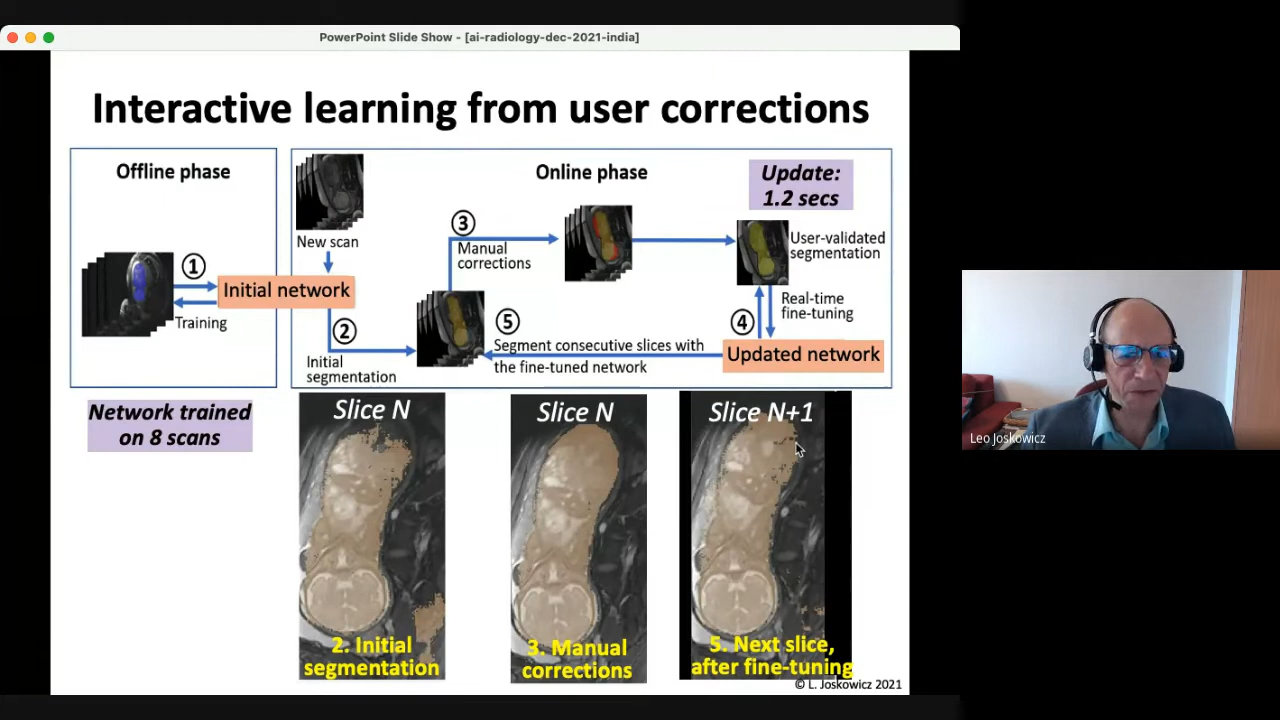 PowerPoint Slide Show - [ai-radiology-dec-2021-india]
Interactive learning from user corrections
Offline phase
Online phase
Update:
1.2 secs
New scan
③
Manual
corrections
User-validated
segmentation
①
Initial network
Training
②
Initial
segmentation
⑤
Segment consecutive slices with
the fine-tuned network
④
Real-time
fine-tuning
Updated network
Network trained
on 8 scans
Slice N
Slice N
Slice N+1
2. Initial
segmentation
3. Manual
corrections
5. Next slice,
after fine-tuning
© L. Joskowicz 2021
Leo Joskowicz